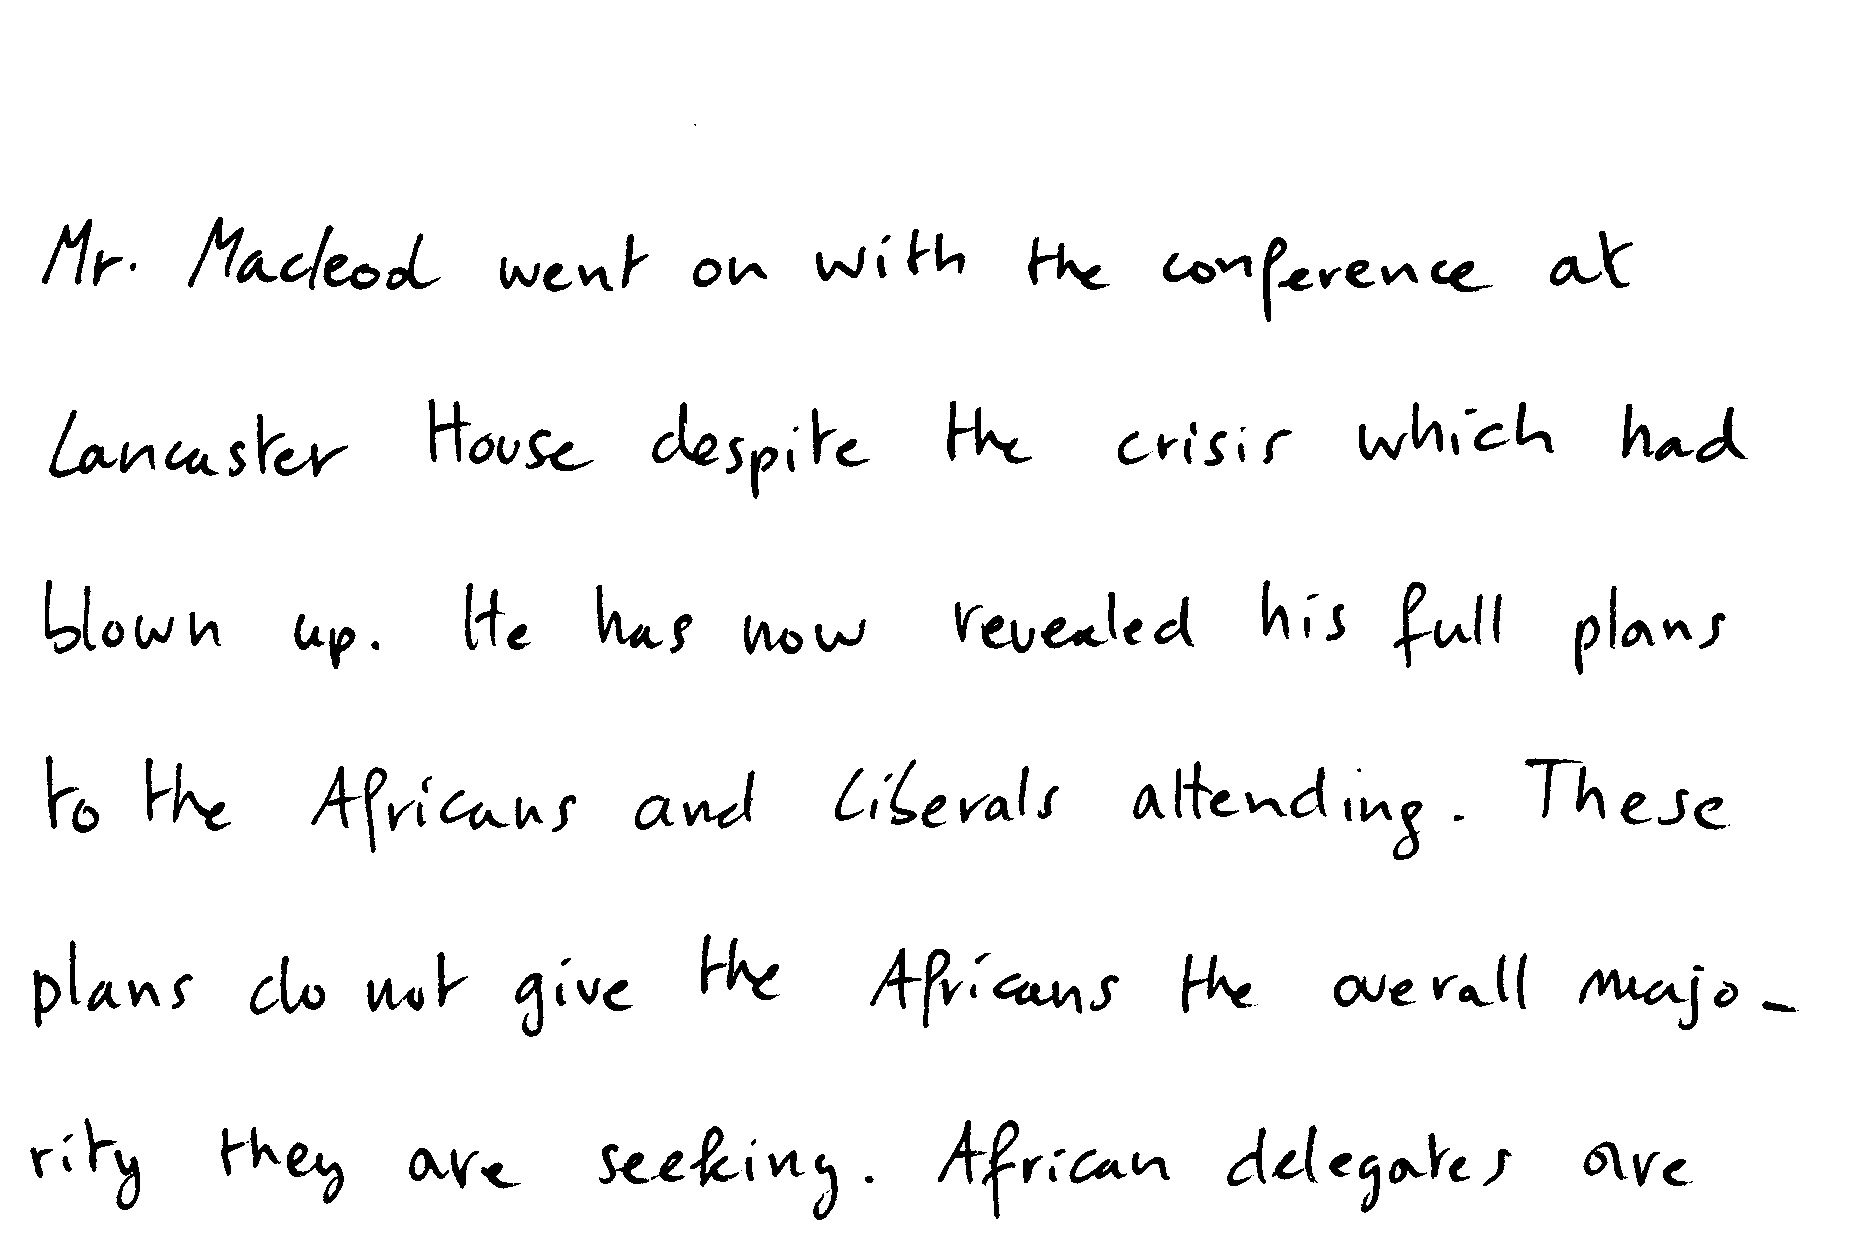 Mr. Macleod went on with the conference at
Lancaster House despite the crisis which had
blown up. He has now revealed his full plans
to the Africans and Liberals attending. These
plans do not give the Africans the overall majo-
rity they are seeking. African delegates are